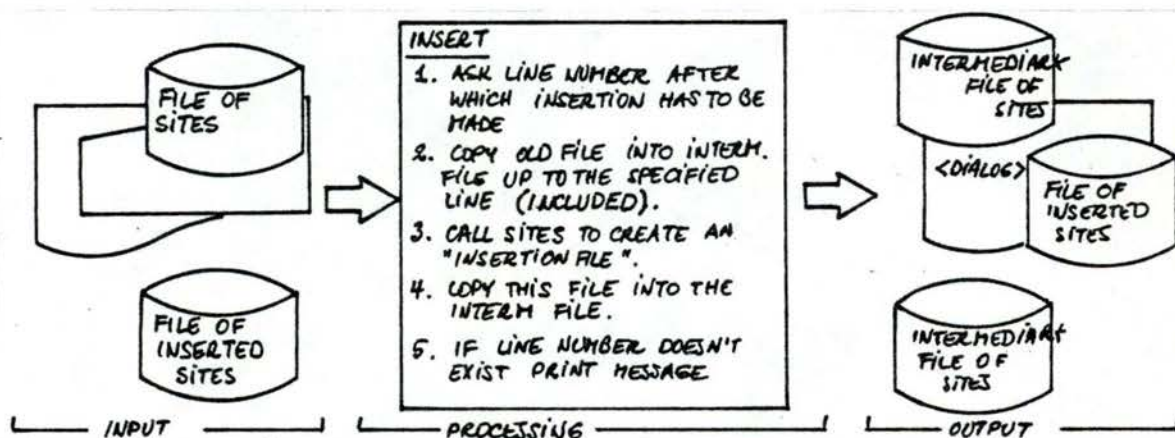 FILE OF
SITES
FILE OF
INSERTED
SITES
INSERT
1. ASK LINE NUMBER AFTER
WHICH INSERTION HAS TO BE
MADE
2. COPY OLD FILE INTO INTERM.
FILE UP TO THE SPECIFIED
LINE (INCLUDED).
3. CALL SITES TO CREATE AN
"INSERTION FILE".
4. COPY THIS FILE INTO THE
INTERM FILE.
5. IF LINE NUMBER DOESN'T
EXIST PRINT MESSAGE
INTERMEDIARY
FILE OF
SITES
<DIALOG>
FILE OF
INSERTED
SITES
INTERMEDIARY
FILE OF
SITES
INPUT
PROCESSING
OUTPUT